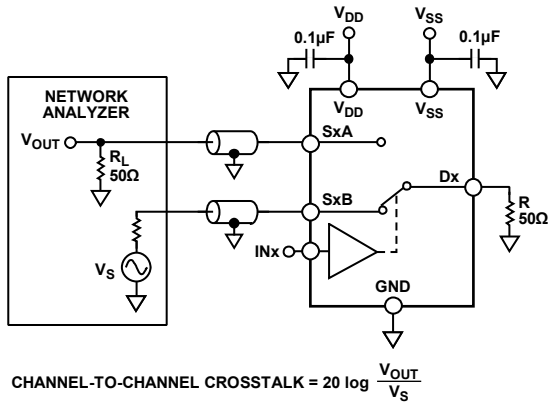 V_DD V_SS
0.1µF 0.1µF
NETWORK
ANALYZER
V_DD V_SS
V_OUT
SxA
R_L
50Ω
Dx
SxB
R
50Ω
INx
V_S
GND
CHANNEL-TO-CHANNEL CROSSTALK = 20 log V_OUT
V_S